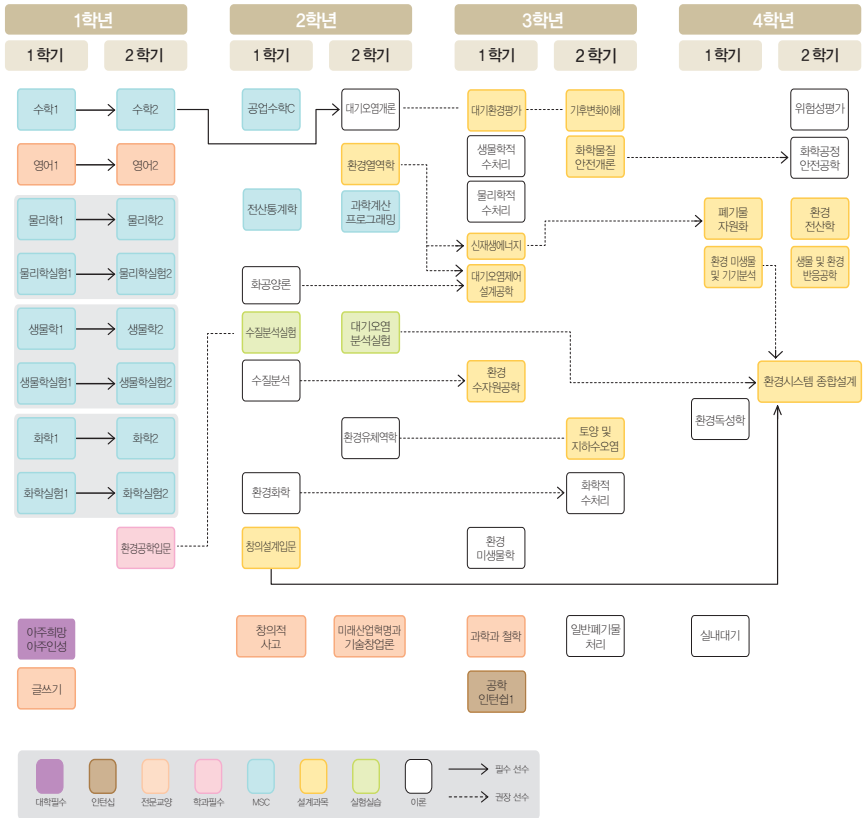 1학년
2학년
3학년
4학년
1학기
2학기
1학기
2학기
1학기
2학기
1학기
2학기
수학1
수학2
공업수학C
대기오염개론
대기환경평가
기후변화이해
위험성평가
영어1
영어2
환경열역학
생물학적
수처리
화학물질
안전개론
화학공정
안전공학
물리학1
물리학2
전산통계학
과학계산
프로그래밍
물리학적
수처리
폐기물
자원화
환경
전산학
신재생에너지
물리학실험1
물리학실험2
화공양론
대기오염제어
설계공학
환경 미생물
및 기기분석
생물 및 환경
반응공학
생물학1
생물학2
수질분석실험
대기오염
분석실험
생물학실험1
생물학실험2
수질분석
환경
수자원공학
환경시스템 종합설계
화학1
화학2
환경유체역학
토양 및
지하수오염
환경독성학
화학실험1
화학실험2
환경화학
화학적
수처리
환경공학입문
창의설계입문
환경
미생물학
아주희망
아주인성
창의적
사고
미래산업혁명과
기술창업론
과학과 철학
일반폐기물
처리
실내대기
글쓰기
공학
인턴쉽1
대학필수
인턴십
전문교양
학과필수
MSC
설계과목
실험실습
이론
필수 선수
권장 선수